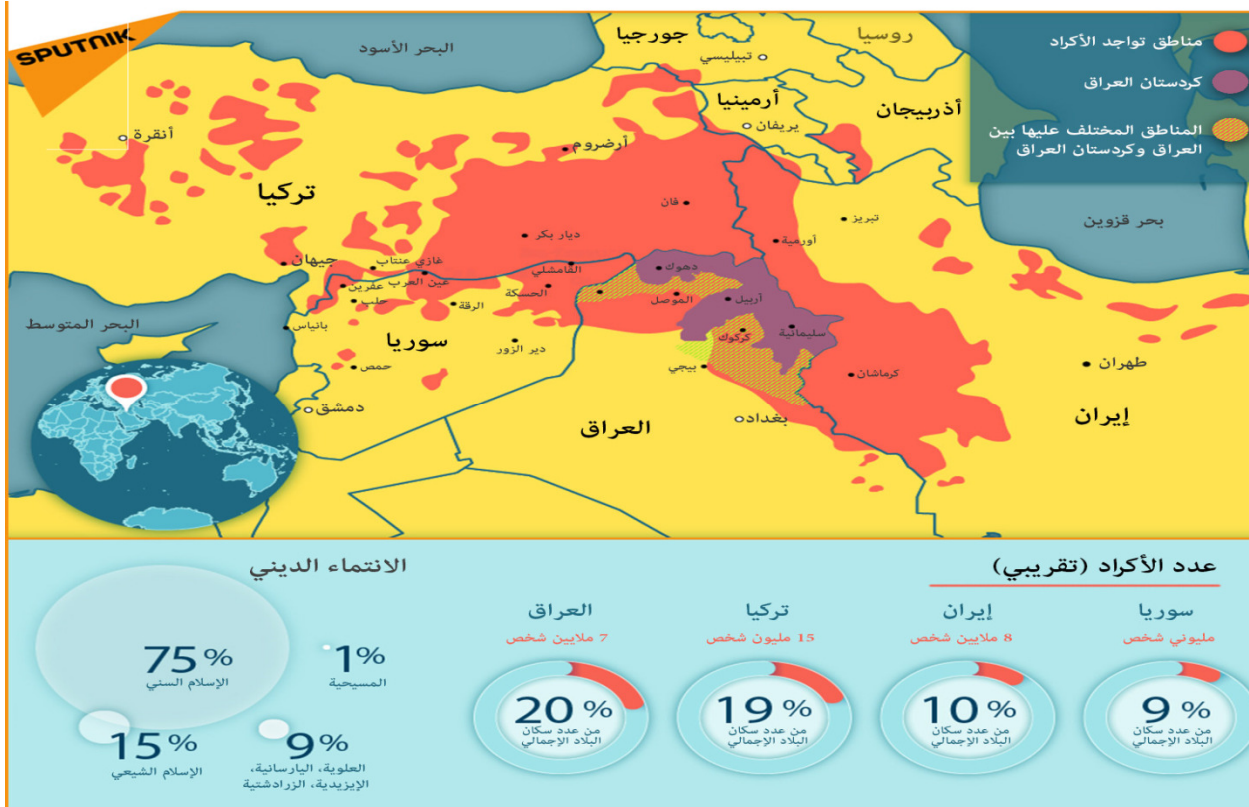 SPUTNIK
البحر الأسود
جورجيا
روسيا
تبيليسي
أرمينيا
يريفان
أذربيجان
مناطق تواجد الأكراد
كردستان العراق
المناطق المختلف عليها بين
العراق وكردستان العراق
أنقرة
أرضروم
تركيا
ڤان
تبريز
بحر قزوين
ديار بكر
أورمية
جيهان
غازي عنتاب
القامشلي
دهوك
عفرين
عين العرب
الحسكة
الموصل
آربيل
حلب
الرقة
البحر المتوسط
بانياس
سوريا
كركوك
سليمانية
دير الزور
حمص
بيجي
كرماشان
طهران
دمشق
العراق
بغداد
إيران
عدد الأكراد (تقريبي)
سوريا
مليوني شخص
9 %
من عدد سكان
البلاد الإجمالي
إيران
8 ملايين شخص
10 %
من عدد سكان
البلاد الإجمالي
تركيا
15 مليون شخص
19 %
من عدد سكان
البلاد الإجمالي
العراق
7 ملايين شخص
20 %
من عدد سكان
البلاد الإجمالي
الانتماء الديني
75 %
الإسلام السني
1%
المسيحية
15 %
الإسلام الشيعي
9 %
العلوية، اليارسانية،
الإيزيدية، الزرادشتية